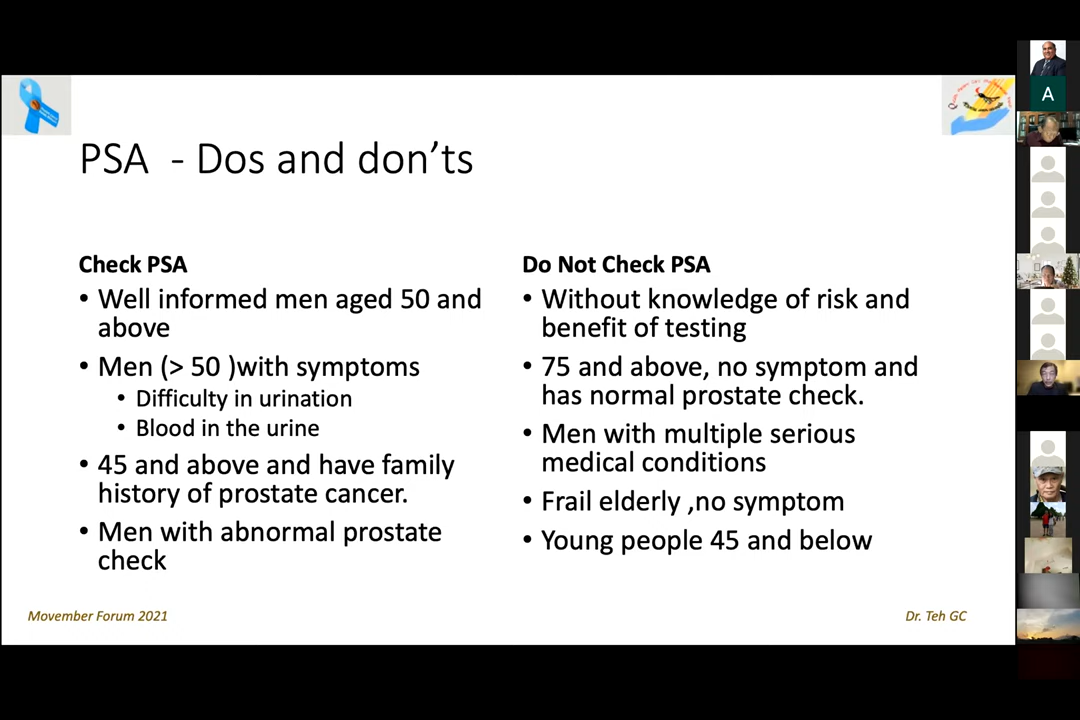 PSA - Dos and don'ts
Check PSA
• Well informed men aged 50 and
above
• Men (> 50 )with symptoms
• Difficulty in urination
• Blood in the urine
• 45 and above and have family
history of prostate cancer.
• Men with abnormal prostate
check
Do Not Check PSA
• Without knowledge of risk and
benefit of testing
• 75 and above, no symptom and
has normal prostate check.
• Men with multiple serious
medical conditions
• Frail elderly ,no symptom
• Young people 45 and below
Movember Forum 2021
Dr. Teh GC
A